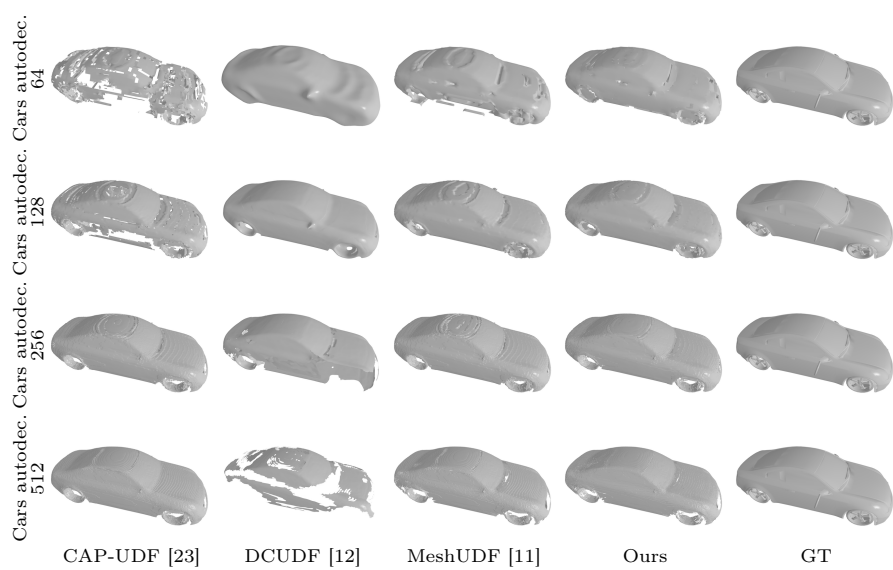 Cars autodec.
64
Cars autodec.
128
Cars autodec.
256
Cars autodec.
512
CAP-UDF [23] DCUDF [12] MeshUDF [11] Ours GT